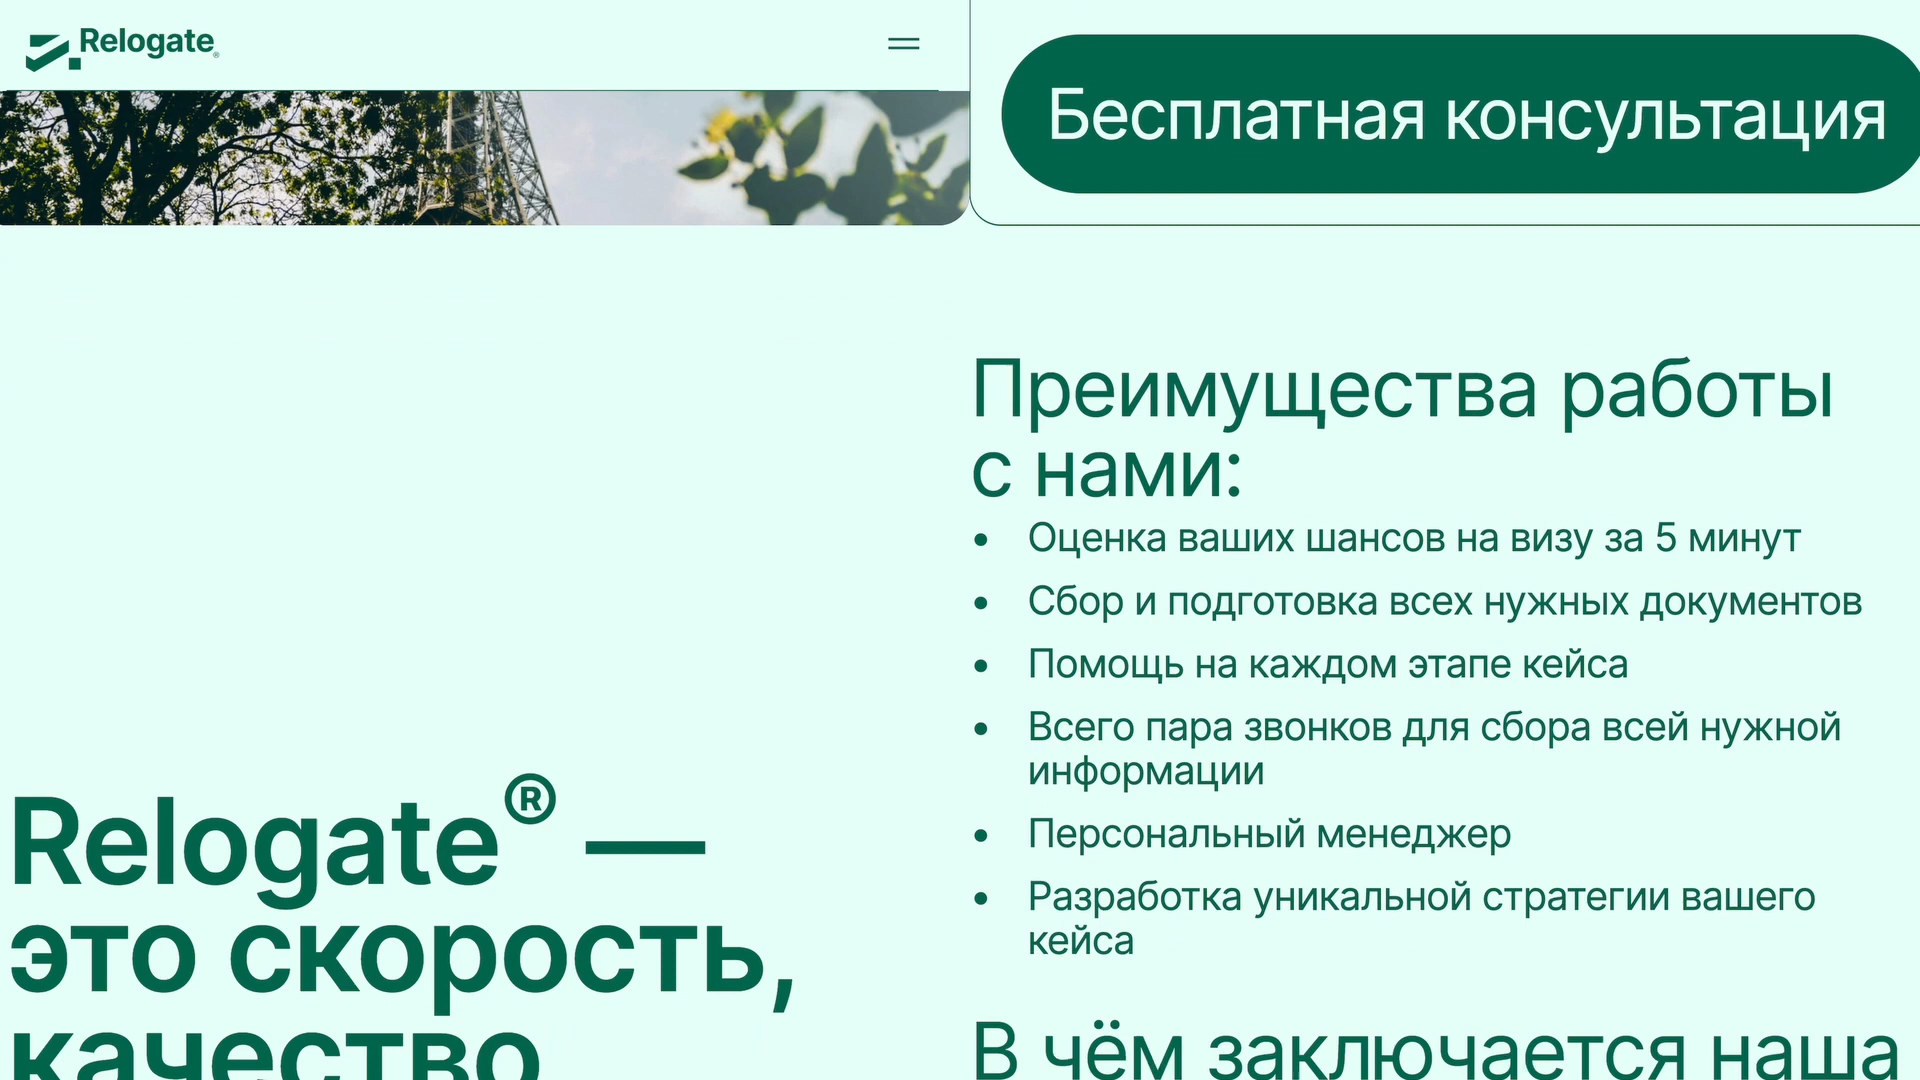 Relogate®
Бесплатная консультация
Преимущества работы
с нами:
• Оценка ваших шансов на визу за 5 минут
• Сбор и подготовка всех нужных документов
• Помощь на каждом этапе кейса
• Всего пара звонков для сбора всей нужной
информации
• Персональный менеджер
• Разработка уникальной стратегии вашего
кейса
Relogate® —
это скорость,
качество
В чём заключается наша